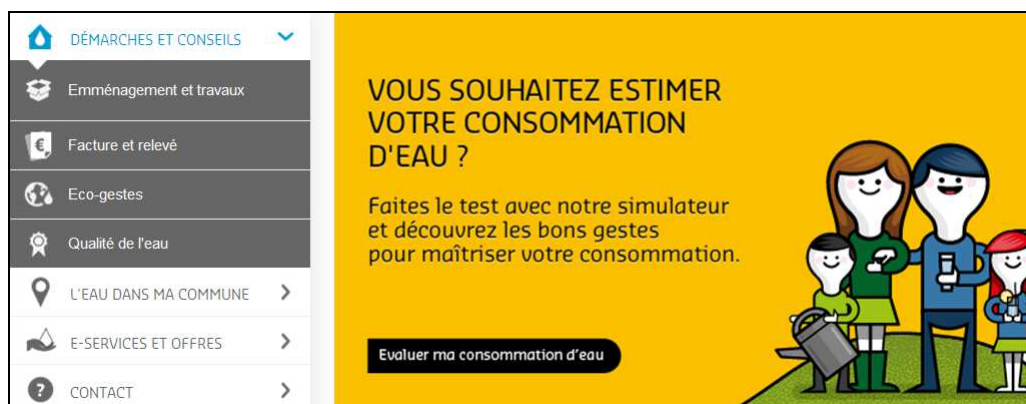 DÉMARCHES ET CONSEILS
Emménagement et travaux
Facture et relevé
Eco-gestes
Qualité de l'eau
L'EAU DANS MA COMMUNE
E-SERVICES ET OFFRES
CONTACT
VOUS SOUHAITEZ ESTIMER
VOTRE CONSOMMATION
D'EAU ?
Faites le test avec notre simulateur
et découvrez les bons gestes
pour maîtriser votre consommation.
Evaluer ma consommation d'eau